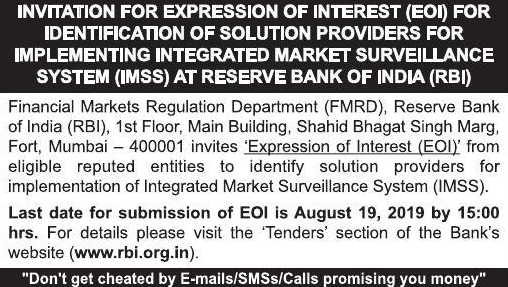 INVITATION FOR EXPRESSION OF INTEREST (EOI) FOR
IDENTIFICATION OF SOLUTION PROVIDERS FOR
IMPLEMENTING INTEGRATED MARKET SURVEILLANCE
SYSTEM (IMSS) AT RESERVE BANK OF INDIA (RBI)
Financial Markets Regulation Department (FMRD), Reserve Bank
of India (RBI), 1st Floor, Main Building, Shahid Bhagat Singh Marg,
Fort, Mumbai – 400001 invites ‘Expression of Interest (EOI)’ from
eligible reputed entities to identify solution providers for
implementation of Integrated Market Surveillance System (IMSS).
Last date for submission of EOI is August 19, 2019 by 15:00
hrs. For details please visit the ‘Tenders’ section of the Bank's
website (www.rbi.org.in).
"Don't get cheated by E-mails/SMSs/Calls promising you money"